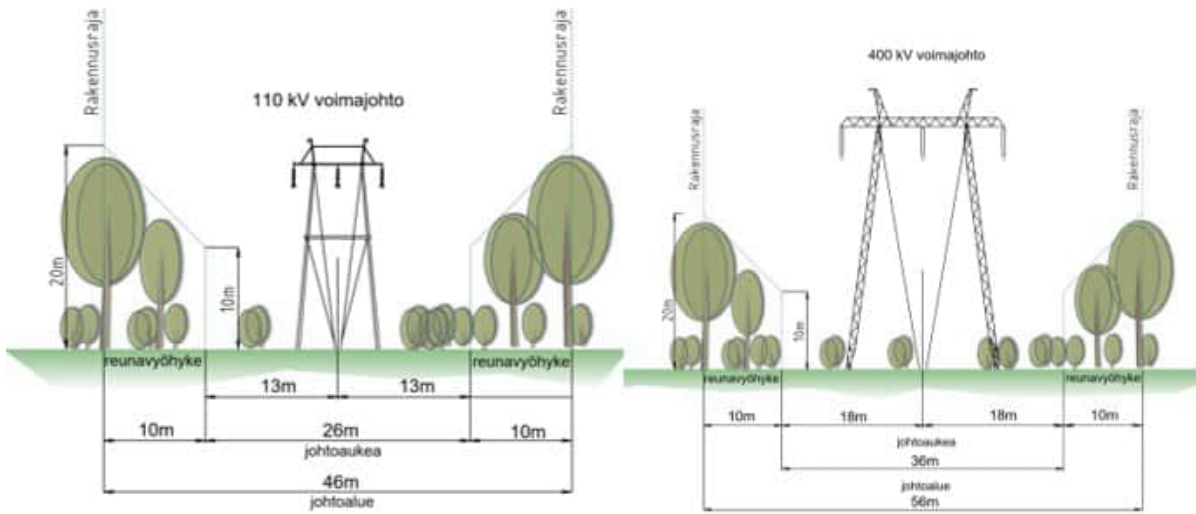 Rakennusraja
Rakennusraja
110 kV voimajohto
20m
10m
reunavyöhyke
reunavyöhyke
13m
13m
10m
26m
10m
johtoaukea
46m
johtoalue
400 kV voimajohto
Rakennusraja
Rakennusraja
20m
10m
reunavyöhyke
reunavyöhyke
10m
18m
18m
10m
johtoaukea
36m
johtoalue
56m